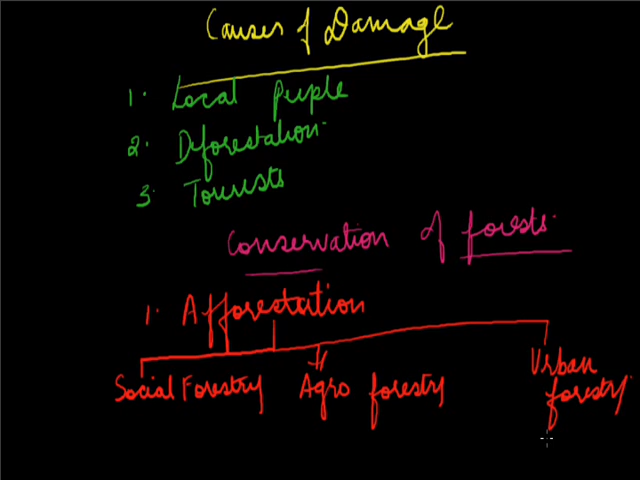 Causes of Damage
1. Local People
2. Deforestation.
3. Tourists
Conservation of forests.
1. Afforestation
Social Forestry Agro forestry Urban forestry